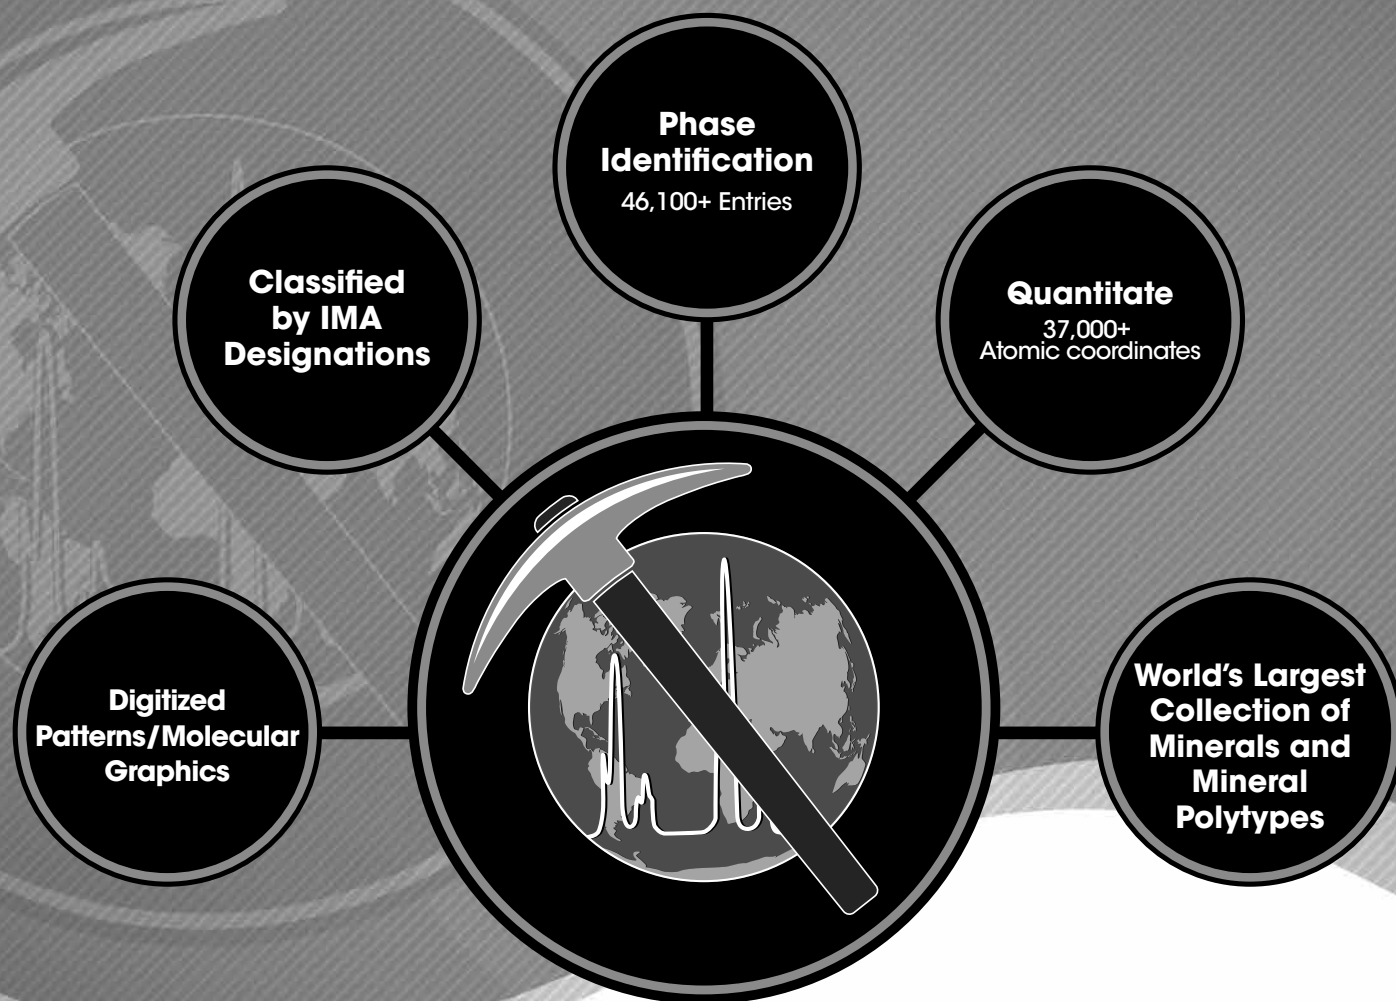 Phase
Identification
46,100+ Entries
Classified
by IMA
Designations
Quantitate
37,000+
Atomic coordinates
Digitized
Patterns/Molecular
Graphics
World's Largest
Collection of
Minerals and
Mineral
Polytypes